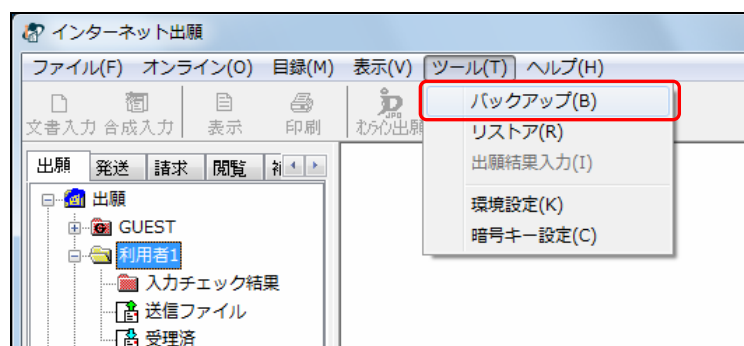 インターネット出願
ファイル(F) オンライン(O) 目録(M) 表示(V) ツール(T) ヘルプ(H)
文書入力 合成入力 表示 印刷 オンライン出願
JPO
バックアップ(B)
リストア(R)
出願結果入力(I)
環境設定(K)
暗号キー設定(C)
出願 発送 請求 閲覧
出願
GUEST
利用者1
入力チェック結果
送信ファイル
受理済